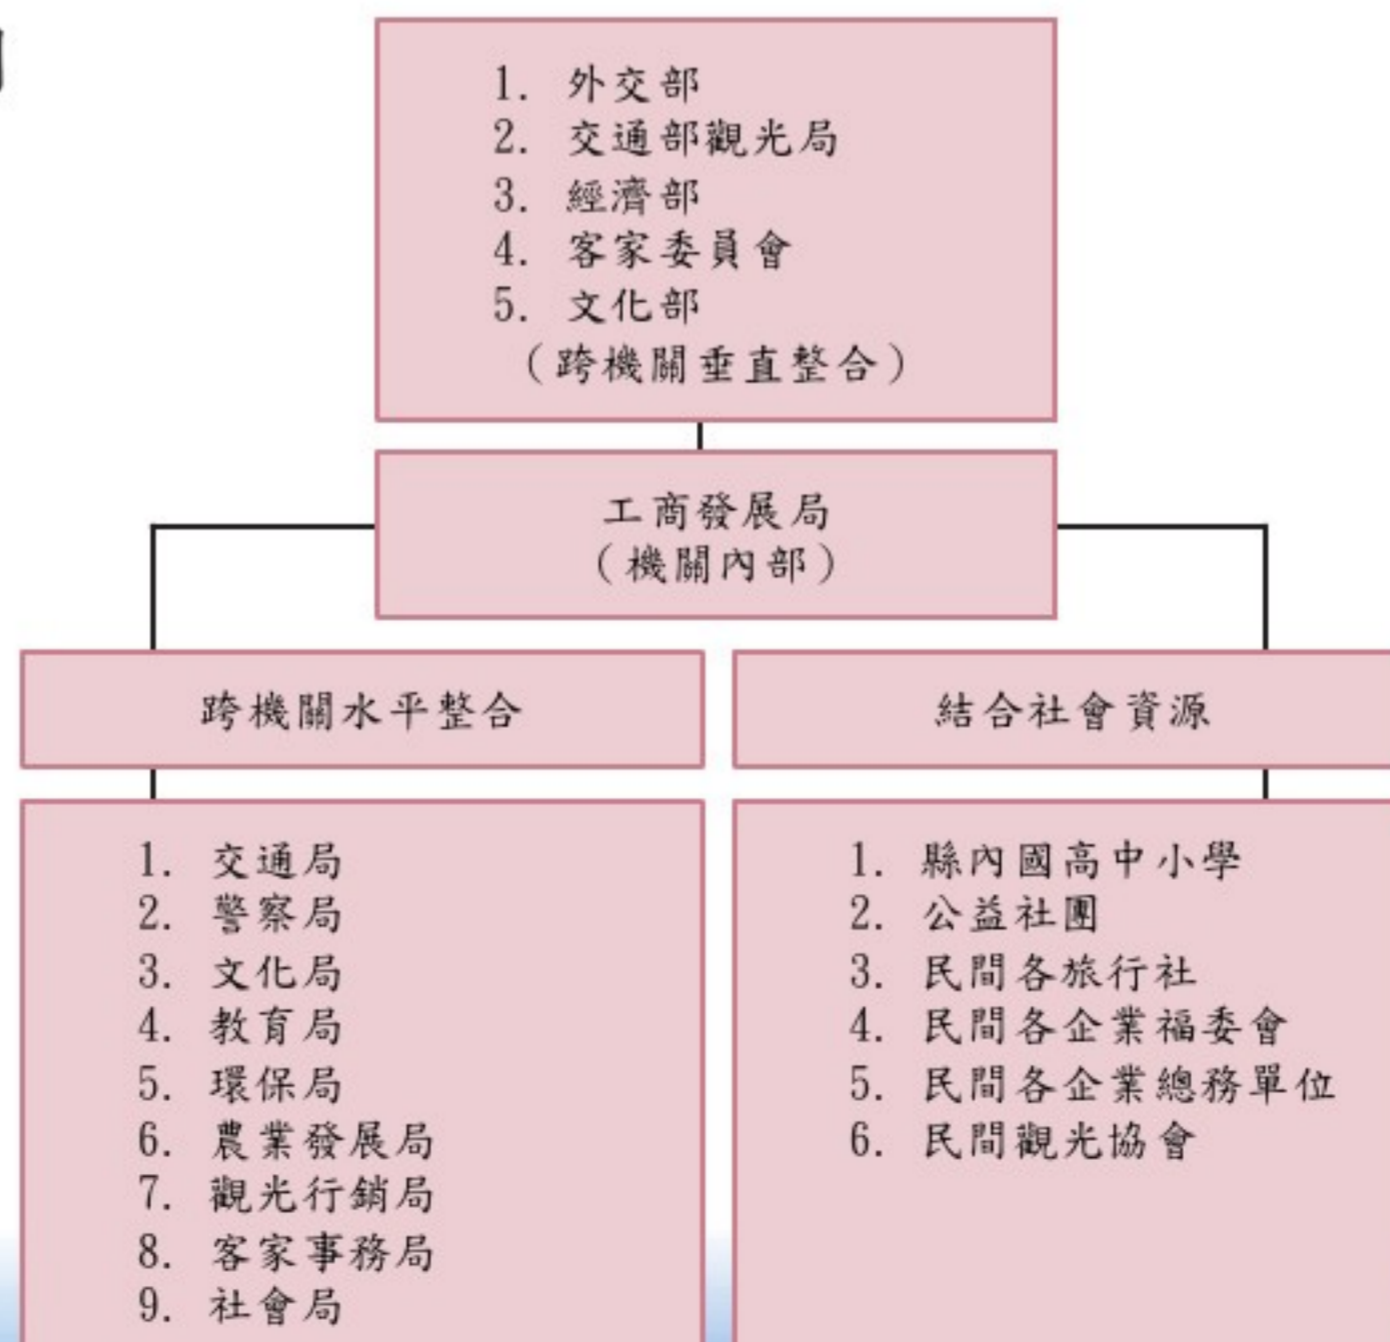 1. 外交部
2. 交通部觀光局
3. 經濟部
4. 客家委員會
5. 文化部
（跨機關垂直整合）
工商發展局
（機關內部）
跨機關水平整合
1. 交通局
2. 警察局
3. 文化局
4. 教育局
5. 環保局
6. 農業發展局
7. 觀光行銷局
8. 客家事務局
9. 社會局
結合社會資源
1. 縣內國高中小學
2. 公益社團
3. 民間各旅行社
4. 民間各企業福委會
5. 民間各企業總務單位
6. 民間觀光協會